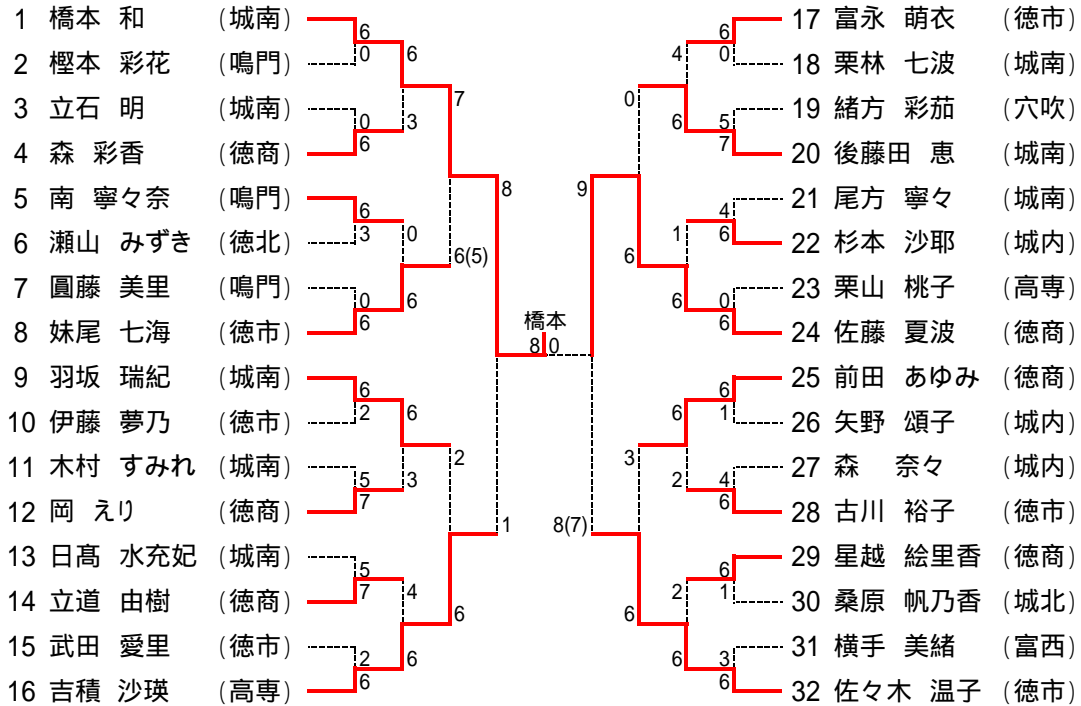 1 橋本 和 (城南)
2 樫本 彩花 (鳴門)
3 立石 明 (城南)
4 森 彩香 (徳商)
5 南 寧々奈 (鳴門)
6 瀬山 みずき (徳北)
7 圓藤 美里 (鳴門)
8 妹尾 七海 (徳市)
9 羽坂 瑞紀 (城南)
10 伊藤 夢乃 (徳市)
11 木村 すみれ (城南)
12 岡 えり (徳商)
13 日髙 水充妃 (城南)
14 立道 由樹 (徳商)
15 武田 愛里 (徳市)
16 吉積 沙瑛 (高専)
6
0
0
6
6
3
0
6
6
2
5
7
5
7
2
6
6
3
0
6
6
3
4
6
7
6(5)
2
6
8
1
橋本
8 0
9
8(7)
0
6
3
6
4
6
1
6
6
2
2
6
6
0
5
7
4
6
0
6
6
1
4
6
6
1
3
6
17 富永 萌衣 (徳市)
18 栗林 七波 (城南)
19 緒方 彩茄 (穴吹)
20 後藤田 恵 (城南)
21 尾方 寧々 (城南)
22 杉本 沙耶 (城内)
23 栗山 桃子 (高専)
24 佐藤 夏波 (徳商)
25 前田 あゆみ (徳商)
26 矢野 頌子 (城内)
27 森 奈々 (城内)
28 古川 裕子 (徳市)
29 星越 絵里香 (徳商)
30 桑原 帆乃香 (城北)
31 横手 美緒 (富西)
32 佐々木 温子 (徳市)